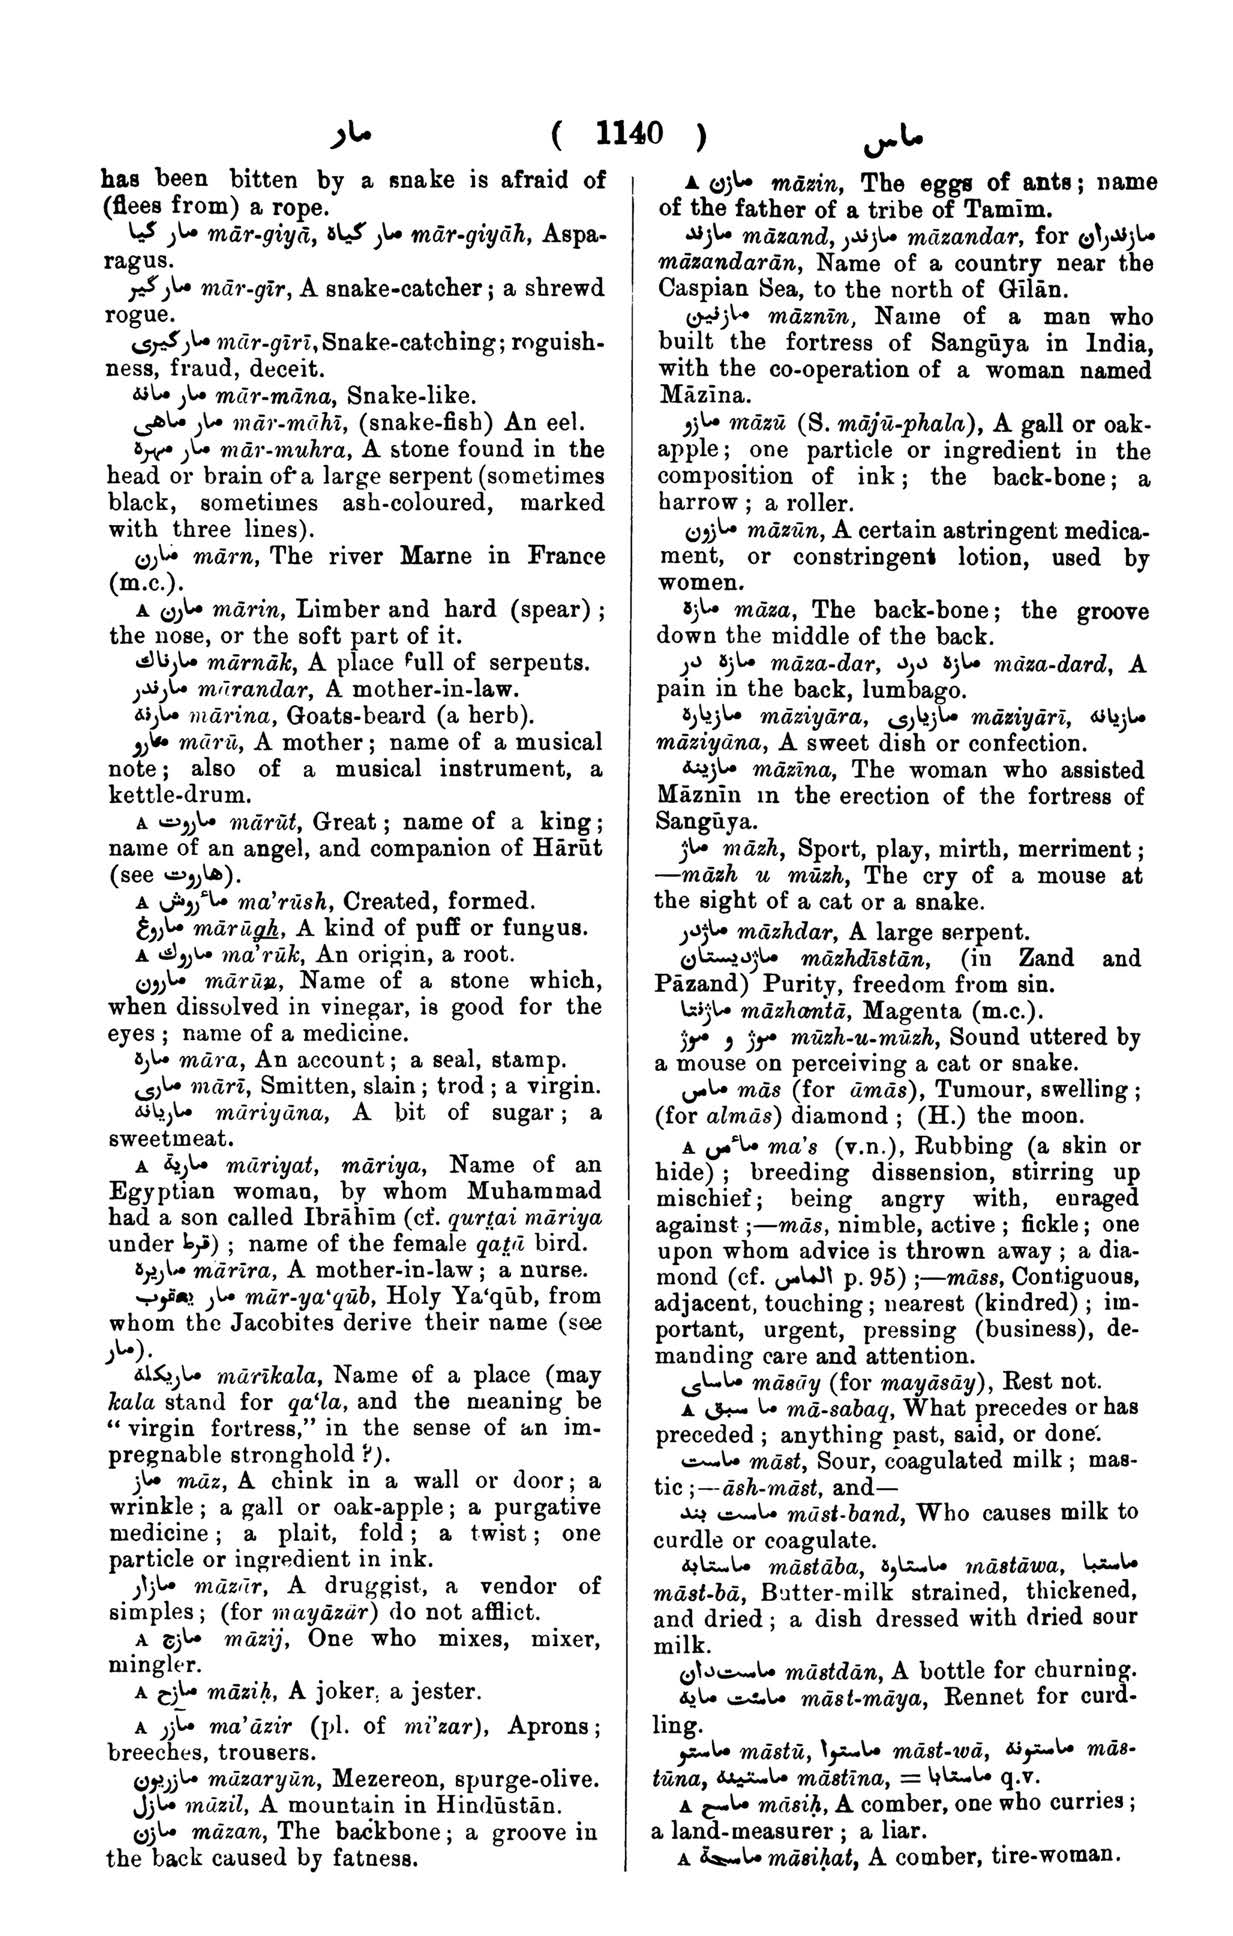 مار ( 1140 ) ماس
has been bitten by a snake is afraid of
(flees from) a rope.
مار گیا mār-giyā, مار گیاه mār-giyāh, Aspa-
ragus.
مارگیر mār-gīr, A snake-catcher; a shrewd
rogue.
مارگیری mār-gīrī, Snake-catching; roguish-
ness, fraud, deceit.
مار مانه mār-māna, Snake-like.
مار ماهی mār-māhī, (snake-fish) An eel.
مار مهره mār-muhra, A stone found in the
head or brain of a large serpent (sometimes
black, sometimes ash-coloured, marked
with three lines).
مارن mārn, The river Marne in France
(m.c.).
A مارن mārin, Limber and hard (spear);
the nose, or the soft part of it.
مارناك mārnāk, A place full of serpents.
مارندر mārandar, A mother-in-law.
مارنه mārina, Goats-beard (a herb).
مارو mārū, A mother; name of a musical
note; also of a musical instrument, a
kettle-drum.
A ماروت mārūt, Great; name of a king;
name of an angel, and companion of Hārūt
(see هاروت).
A مأروش ma’rūsh, Created, formed.
ماروغ mārūgh, A kind of puff or fungus.
A ماروك ma’rūk, An origin, a root.
مارون mārūn, Name of a stone which,
when dissolved in vinegar, is good for the
eyes; name of a medicine.
ماره māra, An account; a seal, stamp.
ماری mārī, Smitten, slain; trod; a virgin.
ماریانه māriyāna, A bit of sugar; a
sweetmeat.
A ماریة māriyat, māriya, Name of an
Egyptian woman, by whom Muhammad
had a son called Ibrāhīm (cf. qurt̤ai māriya
under قرط); name of the female qat̤ā bird.
ماریره mārīra, A mother-in-law; a nurse.
مار یعقوب mār-ya‘qūb, Holy Ya‘qūb, from
whom the Jacobites derive their name (see
مار).
ماریکله mārīkala, Name of a place (may
kala stand for qa‘la, and the meaning be
“virgin fortress,” in the sense of an im-
pregnable stronghold ?).
ماز māz, A chink in a wall or door; a
wrinkle; a gall or oak-apple; a purgative
medicine; a plait, fold; a twist; one
particle or ingredient in ink.
مازار māzār, A druggist, a vendor of
simples; (for mayāzār) do not afflict.
A مازج māzij, One who mixes, mixer,
mingler.
A مازح māziḥ, A joker, a jester.
A مآزر ma’āzir (pl. of mi’zar), Aprons;
breeches, trousers.
مازریون māzaryūn, Mezereon, spurge-olive.
مازل māzil, A mountain in Hindūstān.
مازن māzan, The backbone; a groove in
the back caused by fatness.
A مازن māzin, The eggs of ants; name
of the father of a tribe of Tamīm.
مازند māzand, مازندر māzandar, for مازندران
māzandarān, Name of a country near the
Caspian Sea, to the north of Gīlān.
مازنین māznīn, Name of a man who
built the fortress of Sangūya in India,
with the co-operation of a woman named
Māzīna.
مازو māzū (S. mājū-phala), A gall or oak-
apple; one particle or ingredient in the
composition of ink; the back-bone; a
harrow; a roller.
مازون māzūn, A certain astringent medica-
ment, or constringent lotion, used by
women.
مازه māza, The back-bone; the groove
down the middle of the back.
مازه در māza-dar, مازه درد māza-dard, A
pain in the back, lumbago.
مازیاره māziyāra, مازیاری māziyārī, مازیانه
māziyāna, A sweet dish or confection.
مازینه māzīna, The woman who assisted
Māznīn in the erection of the fortress of
Sangūya.
ماژ māzh, Sport, play, mirth, merriment;
—māzh u mūzh, The cry of a mouse at
the sight of a cat or a snake.
ماژدر māzhdar, A large serpent.
ماژدیستان māzhdīstān, (in Zand and
Pāzand) Purity, freedom from sin.
ماژنتا māzhantā, Magenta (m.c.).
موژ و موژ mūzh-u-mūzh, Sound uttered by
a mouse on perceiving a cat or snake.
ماس mās (for āmās), Tumour, swelling;
(for almās) diamond; (H.) the moon.
A مأس ma’s (v.n.), Rubbing (a skin or
hide); breeding dissension, stirring up
mischief; being angry with, enraged
against;—mās, nimble, active; fickle; one
upon whom advice is thrown away; a dia-
mond (cf. الماس p. 95);—māss, Contiguous,
adjacent, touching; nearest (kindred); im-
portant, urgent, pressing (business), de-
manding care and attention.
ماسای māsāy (for mayāsāy), Rest not.
A ما سبق mā-sabaq, What precedes or has
preceded; anything past, said, or done.
ماست māst, Sour, coagulated milk; mas-
tic;—āsh-māst, and—
ماست بند māst-band, Who causes milk to
curdle or coagulate.
ماستابه māstāba, ماستاوه māstāwa, ماستبا
māst-bā, Butter-milk strained, thickened,
and dried; a dish dressed with dried sour
milk.
ماست‌دان māstdān, A bottle for churning.
ماست مایه māst-māya, Rennet for curd-
ling.
ماستو māstū, ماستوا māst-wā, ماستونه mās-
tūna, ماستینه māstīna, = ماستابا q.v.
A ماسح māsiḥ, A comber, one who curries;
a land-measurer; a liar.
A ماسحة māsiḥat, A comber, tire-woman.